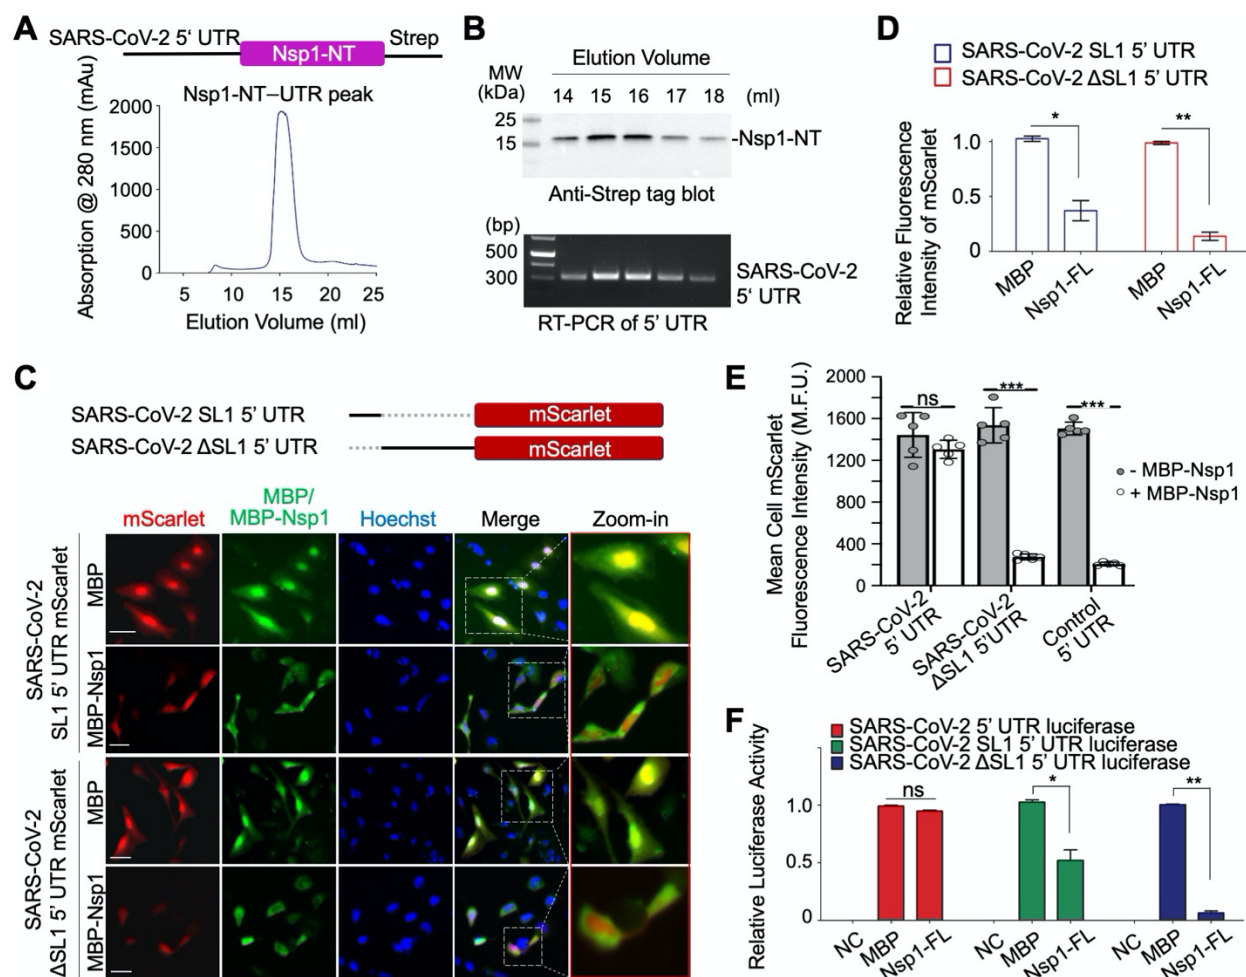 A
SARS-CoV-2 5‘ UTR
Nsp1-NT
Strep
Nsp1-NT–UTR peak
Absorption @ 280 nm (mAu)
2000
1500
1000
500
0
5
10
15
20
25
Elution Volume (ml)
B
Elution Volume
MW
(kDa)
14
15
16
17
18
(ml)
25
15
-Nsp1-NT
Anti-Strep tag blot
(bp)
500
300
SARS-CoV-2
5‘ UTR
RT-PCR of 5’ UTR
C
SARS-CoV-2 SL1 5’ UTR
mScarlet
SARS-CoV-2 ΔSL1 5’ UTR
mScarlet
mScarlet
MBP/
MBP-Nsp1
Hoechst
Merge
Zoom-in
SARS-CoV-2
SL1 5’ UTR mScarlet
MBP
MBP-Nsp1
SARS-CoV-2
ΔSL1 5’ UTR mScarlet
MBP
MBP-Nsp1
D
SARS-CoV-2 SL1 5’ UTR
SARS-CoV-2 ΔSL1 5’ UTR
Relative Fluorescence
Intensity of mScarlet
1.0
0.5
0
*
**
MBP
Nsp1-FL
MBP
Nsp1-FL
E
Mean Cell mScarlet
Fluorescence Intensity (M.F.U.)
2000
1600
1200
800
400
0
ns
***
***
- MBP-Nsp1
+ MBP-Nsp1
SARS-CoV-2
5’ UTR
SARS-CoV-2
ΔSL1 5’UTR
Control
5’UTR
F
SARS-CoV-2 5’ UTR luciferase
SARS-CoV-2 SL1 5’ UTR luciferase
SARS-CoV-2 ΔSL1 5’ UTR luciferase
Relative Luciferase Activity
1.0
0.5
0
ns
*
**
NC
MBP
Nsp1-FL
NC
MBP
Nsp1-FL
NC
MBP
Nsp1-FL